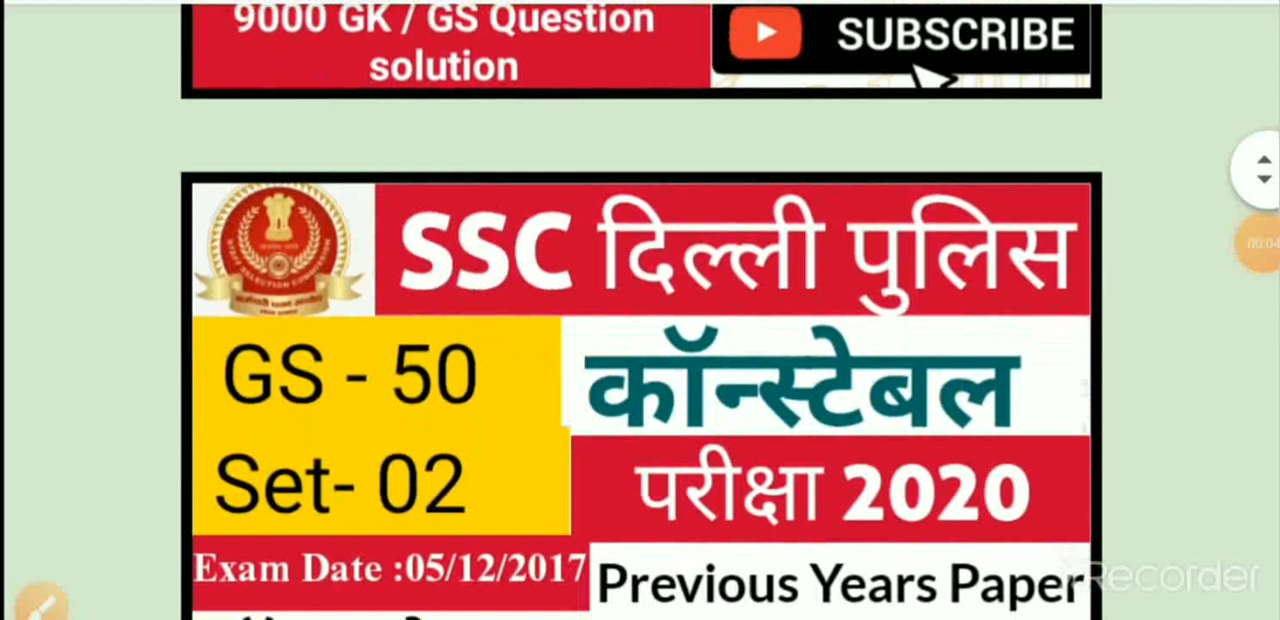 9000 GK / GS Question
solution
SUBSCRIBE
SSC दिल्ली पुलिस
GS - 50
कॉन्स्टेबल
Set- 02
परीक्षा 2020
Exam Date :05/12/2017
Previous Years Paper
Recorder